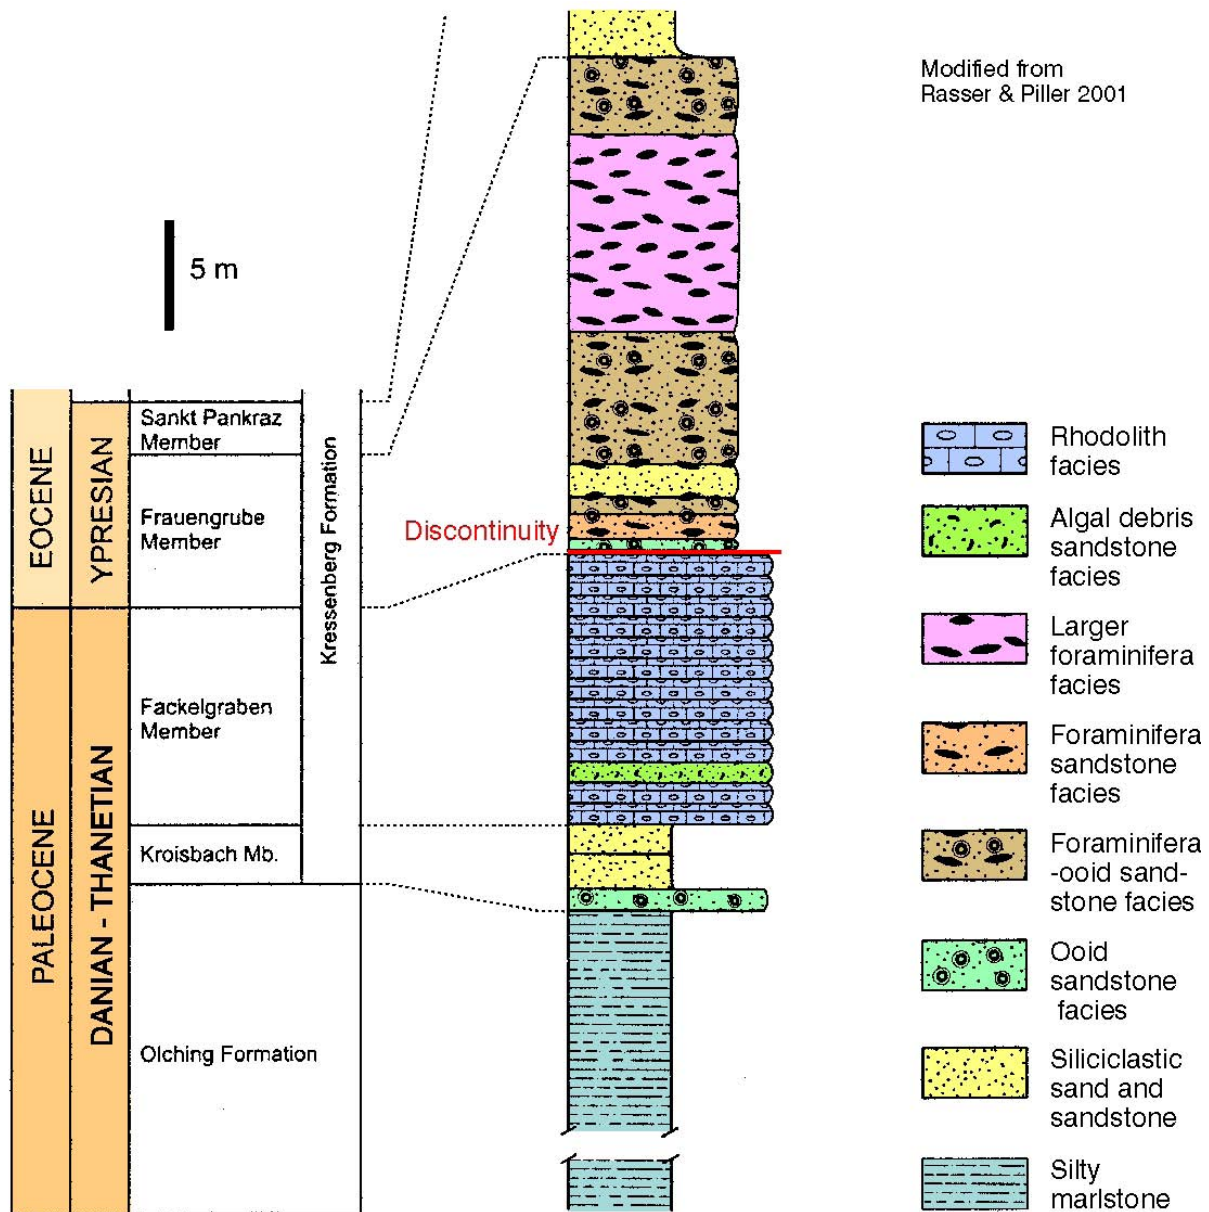 Modified from
Rasser & Piller 2001
5 m
EOCENE
YPRESIAN
Sankt Pankraz
Member
Frauengrube
Member
Kressenberg Formation
Discontinuity
PALEOCENE
DANIAN - THANETIAN
Fackelgraben
Member
Kroisbach Mb.
Olching Formation
Rhodolith
facies
Algal debris
sandstone
facies
Larger
foraminifera
facies
Foraminifera
sandstone
facies
Foraminifera
-ooid sand-
stone facies
Ooid
sandstone
facies
Siliciclastic
sand and
sandstone
Silty
marlstone